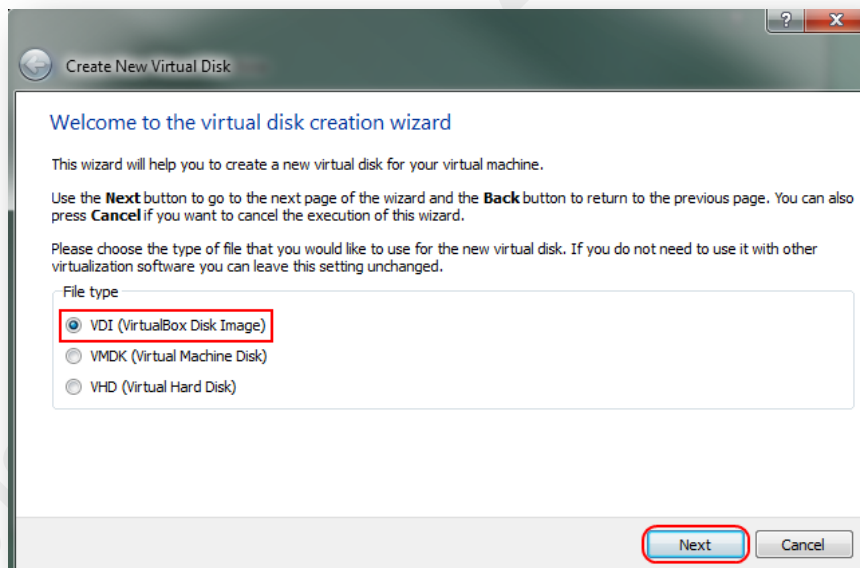 ?
X
Create New Virtual Disk
Welcome to the virtual disk creation wizard
This wizard will help you to create a new virtual disk for your virtual machine.
Use the Next button to go to the next page of the wizard and the Back button to return to the previous page. You can also
press Cancel if you want to cancel the execution of this wizard.
Please choose the type of file that you would like to use for the new virtual disk. If you do not need to use it with other
virtualization software you can leave this setting unchanged.
File type
VDI (VirtualBox Disk Image)
VMDK (Virtual Machine Disk)
VHD (Virtual Hard Disk)
Next Cancel